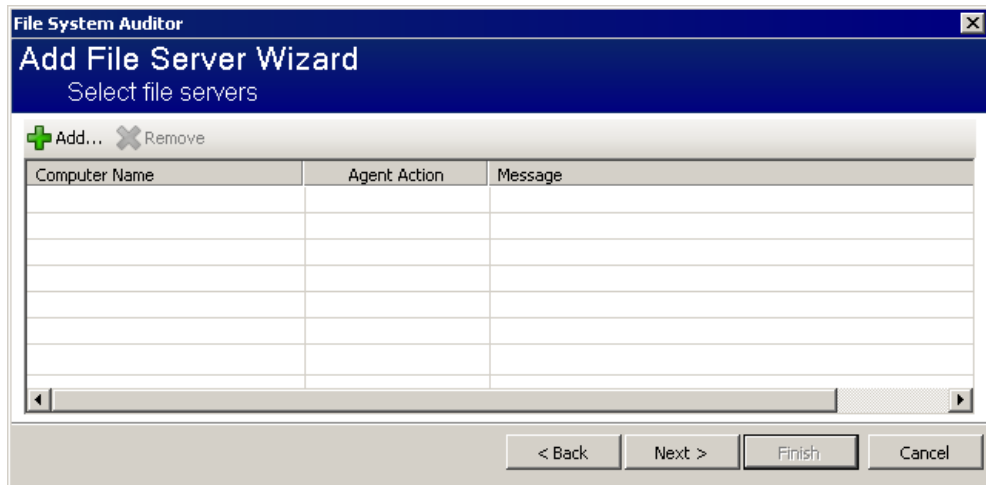 File System Auditor
Add File Server Wizard
Select file servers
Add... Remove
Computer Name Agent Action Message
< Back Next > Finish Cancel